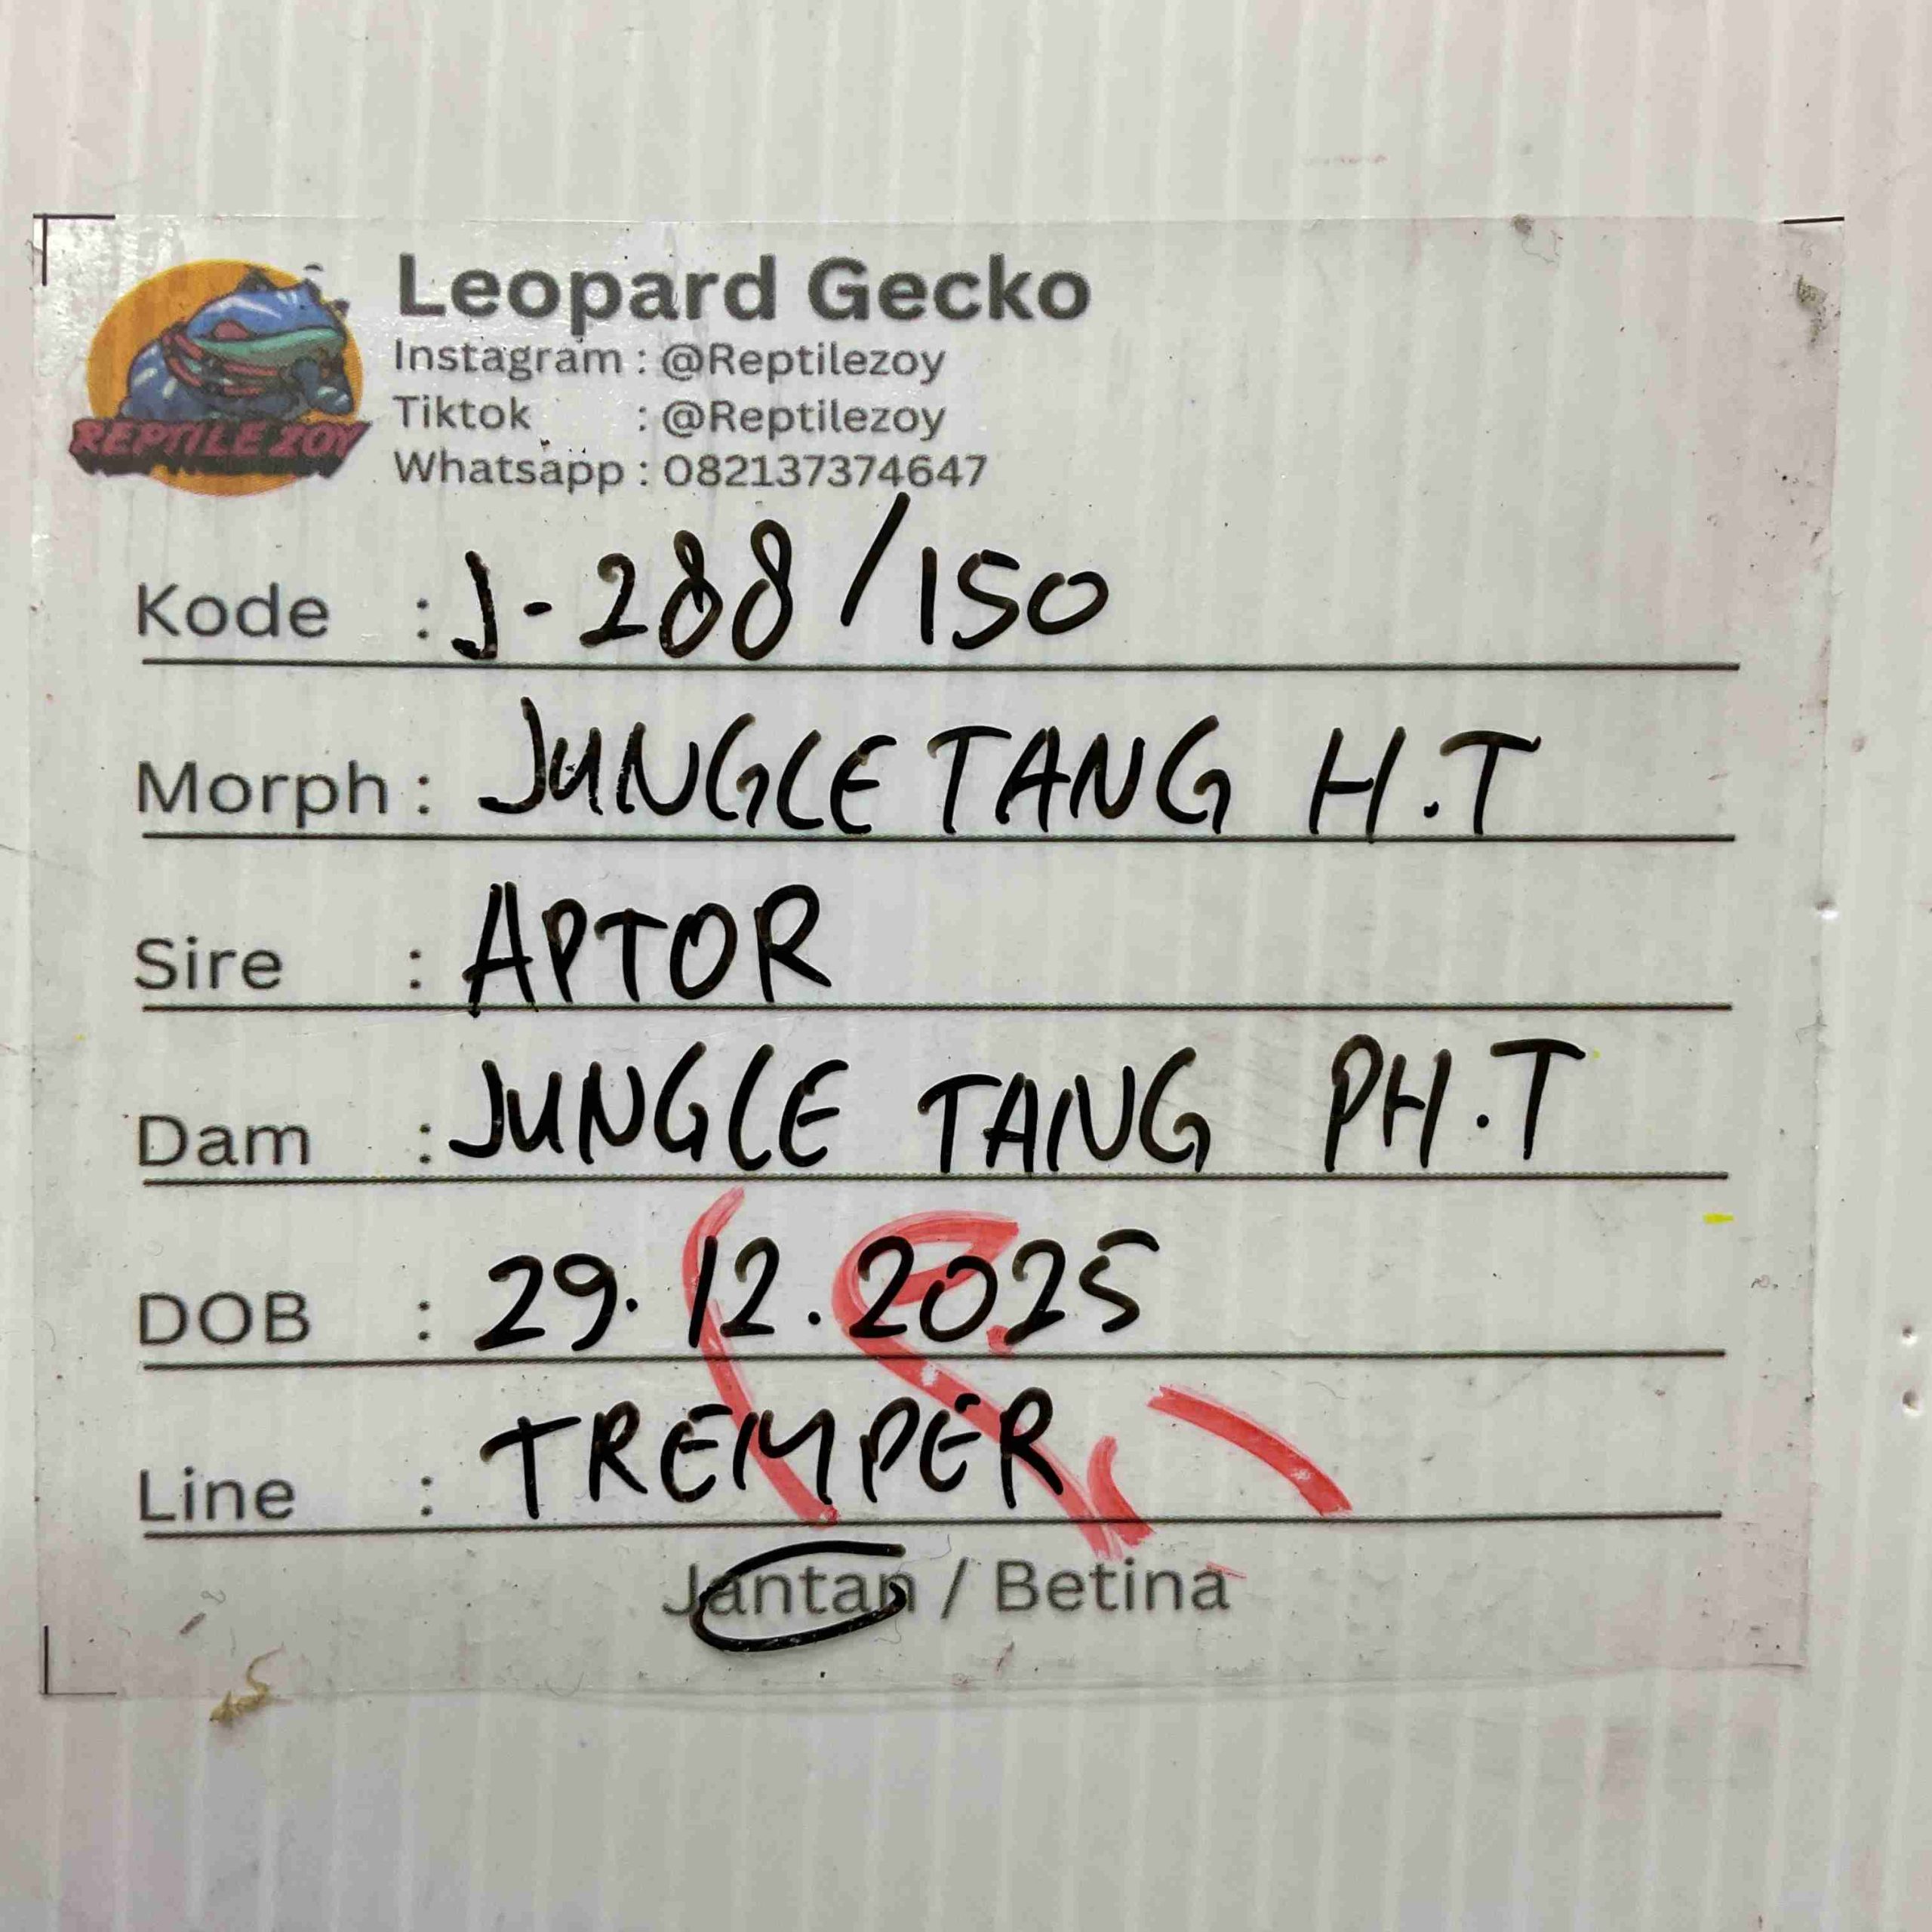 REPTILE ZOY
Leopard Gecko
Instagram : @Reptilezoy
Tiktok : @Reptilezoy
Whatsapp : 082137374647
Kode : J-288/150
Morph : JUNGLE TANG H.T
Sire : APTOR
Dam : JUNGLE TANG PH.T
DOB : 29.12.2025
Line : TREMPER
Jantan / Betina